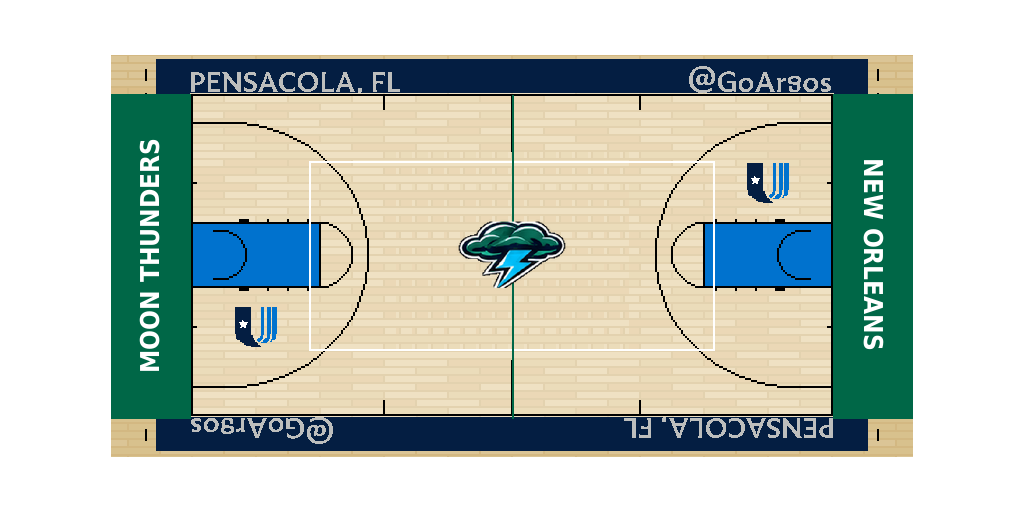 PENSACOLA, FL
@GoArgos
MOON THUNDERS
NEW ORLEANS
@GoArgos
PENSACOLA, FL